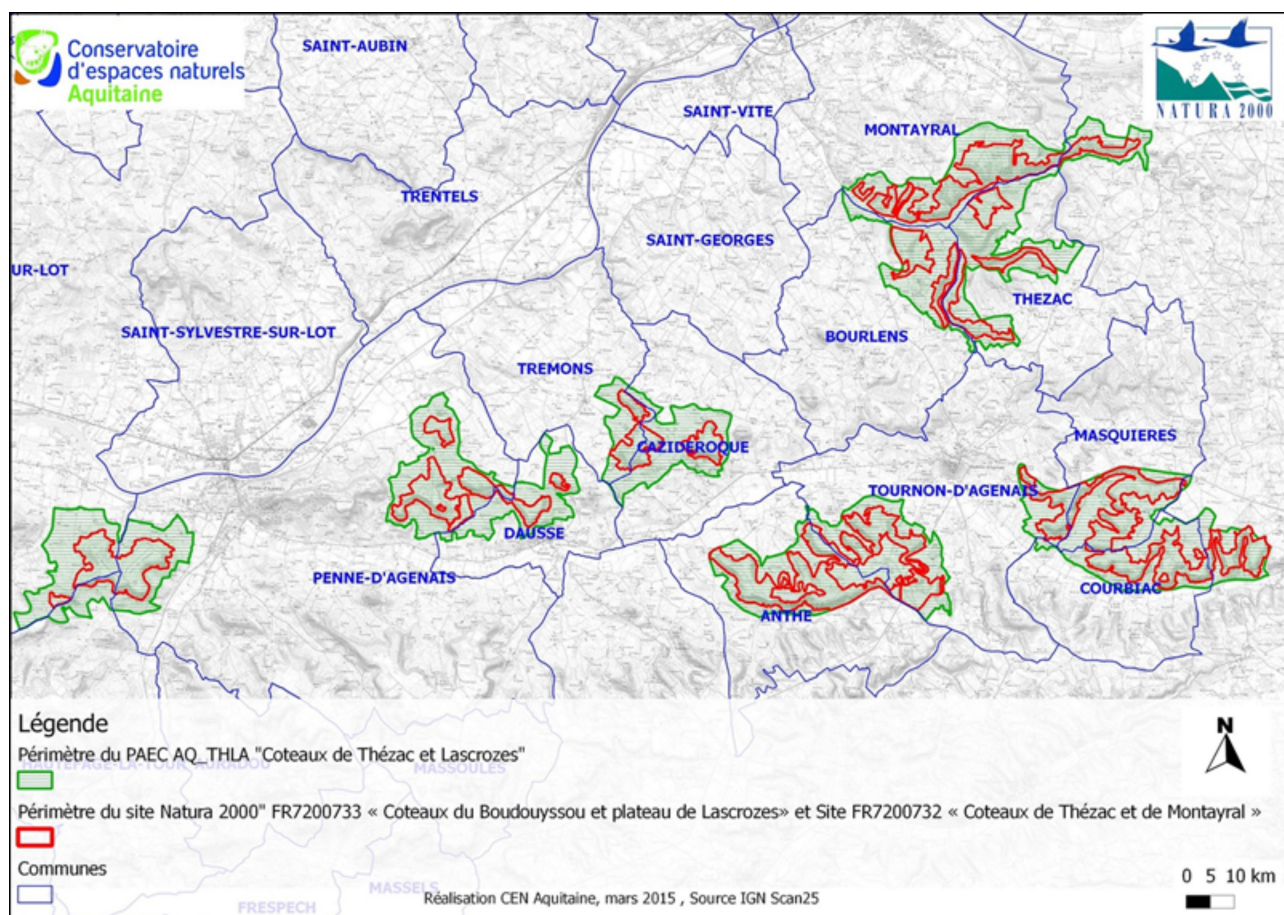 Conservatoire
d'espaces naturels
Aquitaine
NATURA 2000
SAINT-AUBIN
SAINT-VITE
MONTAYRAL
TRENTELS
SAINT-GEORGES
UR-LOT
THEZAC
SAINT-SYLVESTRE-SUR-LOT
BOURLENS
TREMONS
MASQUIERES
CAZIDEROQUE
TOURNON-D'AGENAIS
DAUSSE
PENNE-D'AGENAIS
COURBIAC
ANTHE
Légende
N
Périmètre du PAEC AQ_THLA "Coteaux de Thézac et Lascrozes"
HAUTEFAGE-LA-TOUR AURADOU
MASSOULES
Périmètre du site Natura 2000" FR7200733 « Coteaux du Boudouyssou et plateau de Lascrozes» et Site FR7200732 « Coteaux de Thézac et de Montayral »
Communes
0 5 10 km
MASSELS
Réalisation CEN Aquitaine, mars 2015 , Source IGN Scan25
FRESPECH